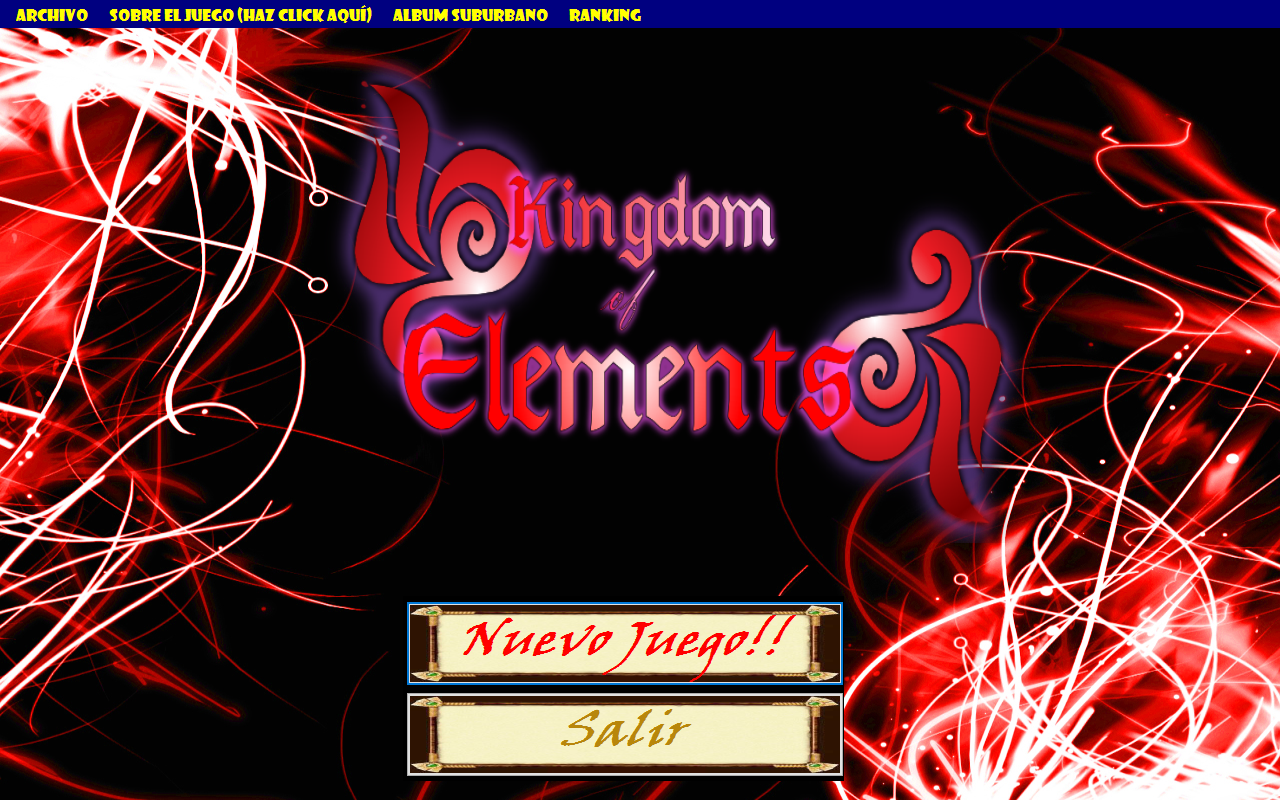 ARCHIVO SOBRE EL JUEGO (HAZ CLICK AQUÍ) ALBUM SUBURBANO RANKING
Kingdom
of
Elements
Nuevo Juego!!
Salir